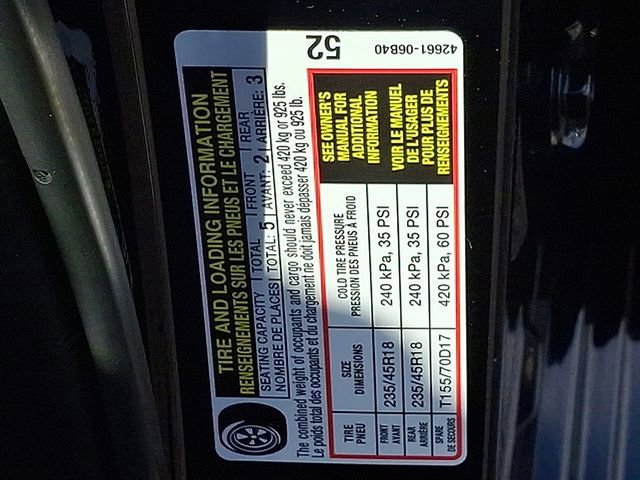 TIRE AND LOADING INFORMATION
RENSEIGNEMENTS SUR LES PNEUS ET LE CHARGEMENT
SEATING CAPACITY | TOTAL | FRONT | REAR
NOMBRE DE PLACES | TOTAL: 5 | AVANT: 2 | ARRIÈRE: 3
The combined weight of occupants and cargo should never exceed 420 kg or 925 lbs.
Le poids total des occupants et du chargement ne doit jamais dépasser 420 kg ou 925 lb.
TIRE PNEU | SIZE DIMENSIONS | COLD TIRE PRESSURE PRESSION DES PNEUS À FROID
FRONT AVANT | 235/45R18 | 240 kPa, 35 PSI
REAR ARRIÈRE | 235/45R18 | 240 kPa, 35 PSI
SPARE DE SECOURS | T155/70D17 | 420 kPa, 60 PSI
SEE OWNER'S
MANUAL FOR
ADDITIONAL
INFORMATION
VOIR LE MANUEL
DE L'USAGER
POUR PLUS DE
RENSEIGNEMENTS
52
42661-06B40